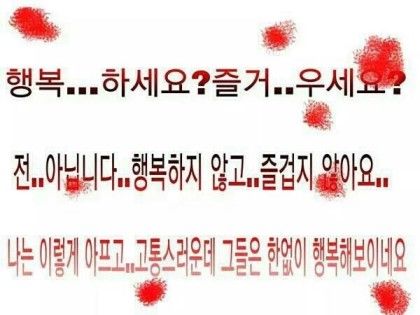 행복...하세요?즐거..우세요?
전..아닙니다..행복하지 않고..즐겁지 않아요..
나는 이렇게 아프고..고통스러운데 그들은 한없이 행복해보이네요